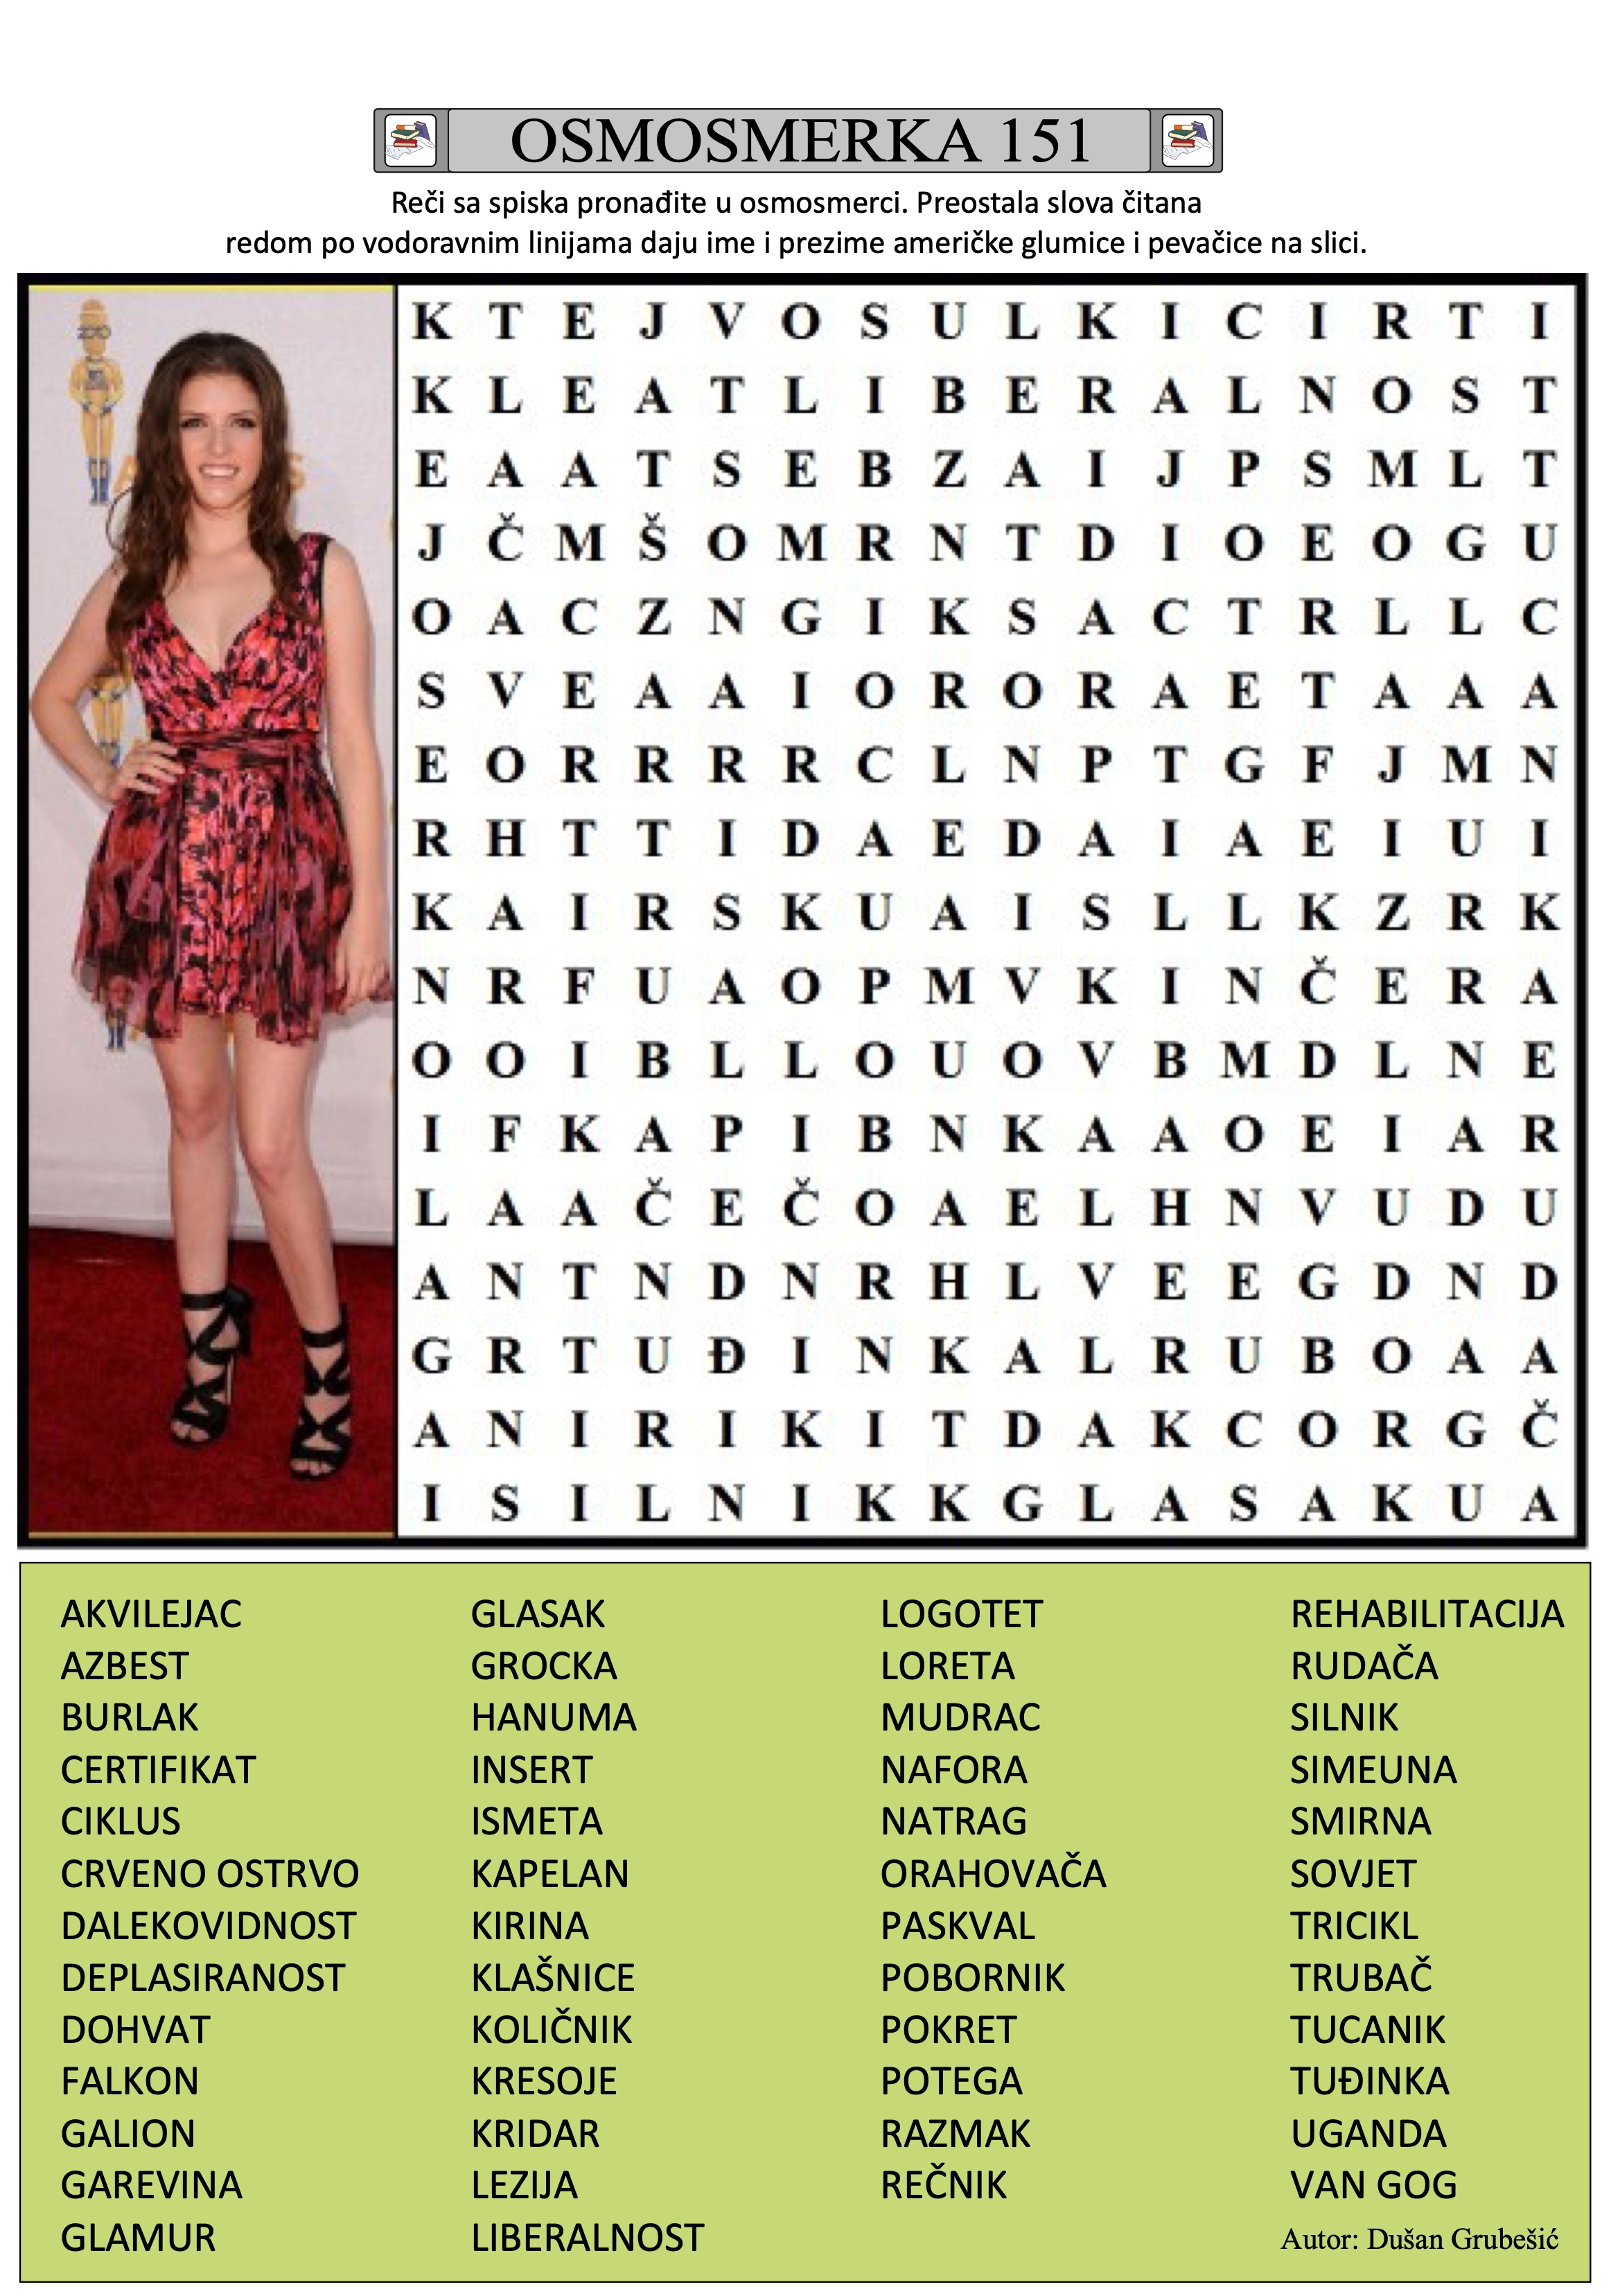 OSMOSMERKA 151
Reči sa spiska pronađite u osmosmerci. Preostala slova čitana
redom po vodoravnim linijama daju ime i prezime američke glumice i pevačice na slici.
K T E J V O S U L K I C I R T I
K L E A T L I B E R A L N O S T
E A A T S E B Z A I J P S M L T
J Č M Š O M R N T D I O E O G U
O A C Z N G I K S A C T R L L C
S V E A A I O R O R A E T A A A
E O R R R R C L N P T G F J M N
R H T T I D A E D A I A E I U I
K A I R S K U A I S L L K Z R K
N R F U A O P M V K I N Č E R A
O O I B L L O U O V B M D L N E
I F K A P I B N K A A O E I A R
L A A Č E Č O A E L H N V U D U
A N T N D N R H L V E E G D N D
G R T U Đ I N K A L R U B O A A
A N I R I K I T D A K C O R G Č
I S I L N I K K G L A S A K U A
AKVILEJAC GLASAK LOGOTET REHABILITACIJA
AZBEST GROCKA LORETA RUDAČA
BURLAK HANUMA MUDRAC SILNIK
CERTIFIKAT INSERT NAFORA SIMEUNA
CIKLUS ISMETA NATRAG SMIRNA
CRVENO OSTRVO KAPELAN ORAHOVAČA SOVJET
DALEKOVIDNOST KIRINA PASKVAL TRICIKL
DEPLASIRANOST KLAŠNICE POBORNIK TRUBAČ
DOHVAT KOLIČNIK POKRET TUCANIK
FALKON KRESOJE POTEGA TUĐINKA
GALION KRIDAR RAZMAK UGANDA
GAREVINA LEZIJA REČNIK VAN GOG
GLAMUR LIBERALNOST Autor: Dušan Grubešić